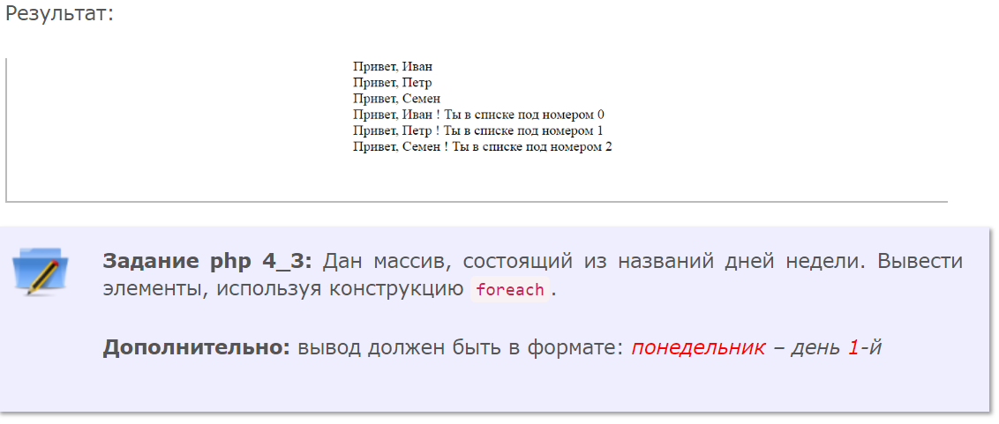 Результат:
Привет, Иван
Привет, Петр
Привет, Семен
Привет, Иван ! Ты в списке под номером 0
Привет, Петр ! Ты в списке под номером 1
Привет, Семен ! Ты в списке под номером 2
Задание php 4_3: Дан массив, состоящий из названий дней недели. Вывести
элементы, используя конструкцию foreach.
Дополнительно: вывод должен быть в формате: понедельник – день 1-й